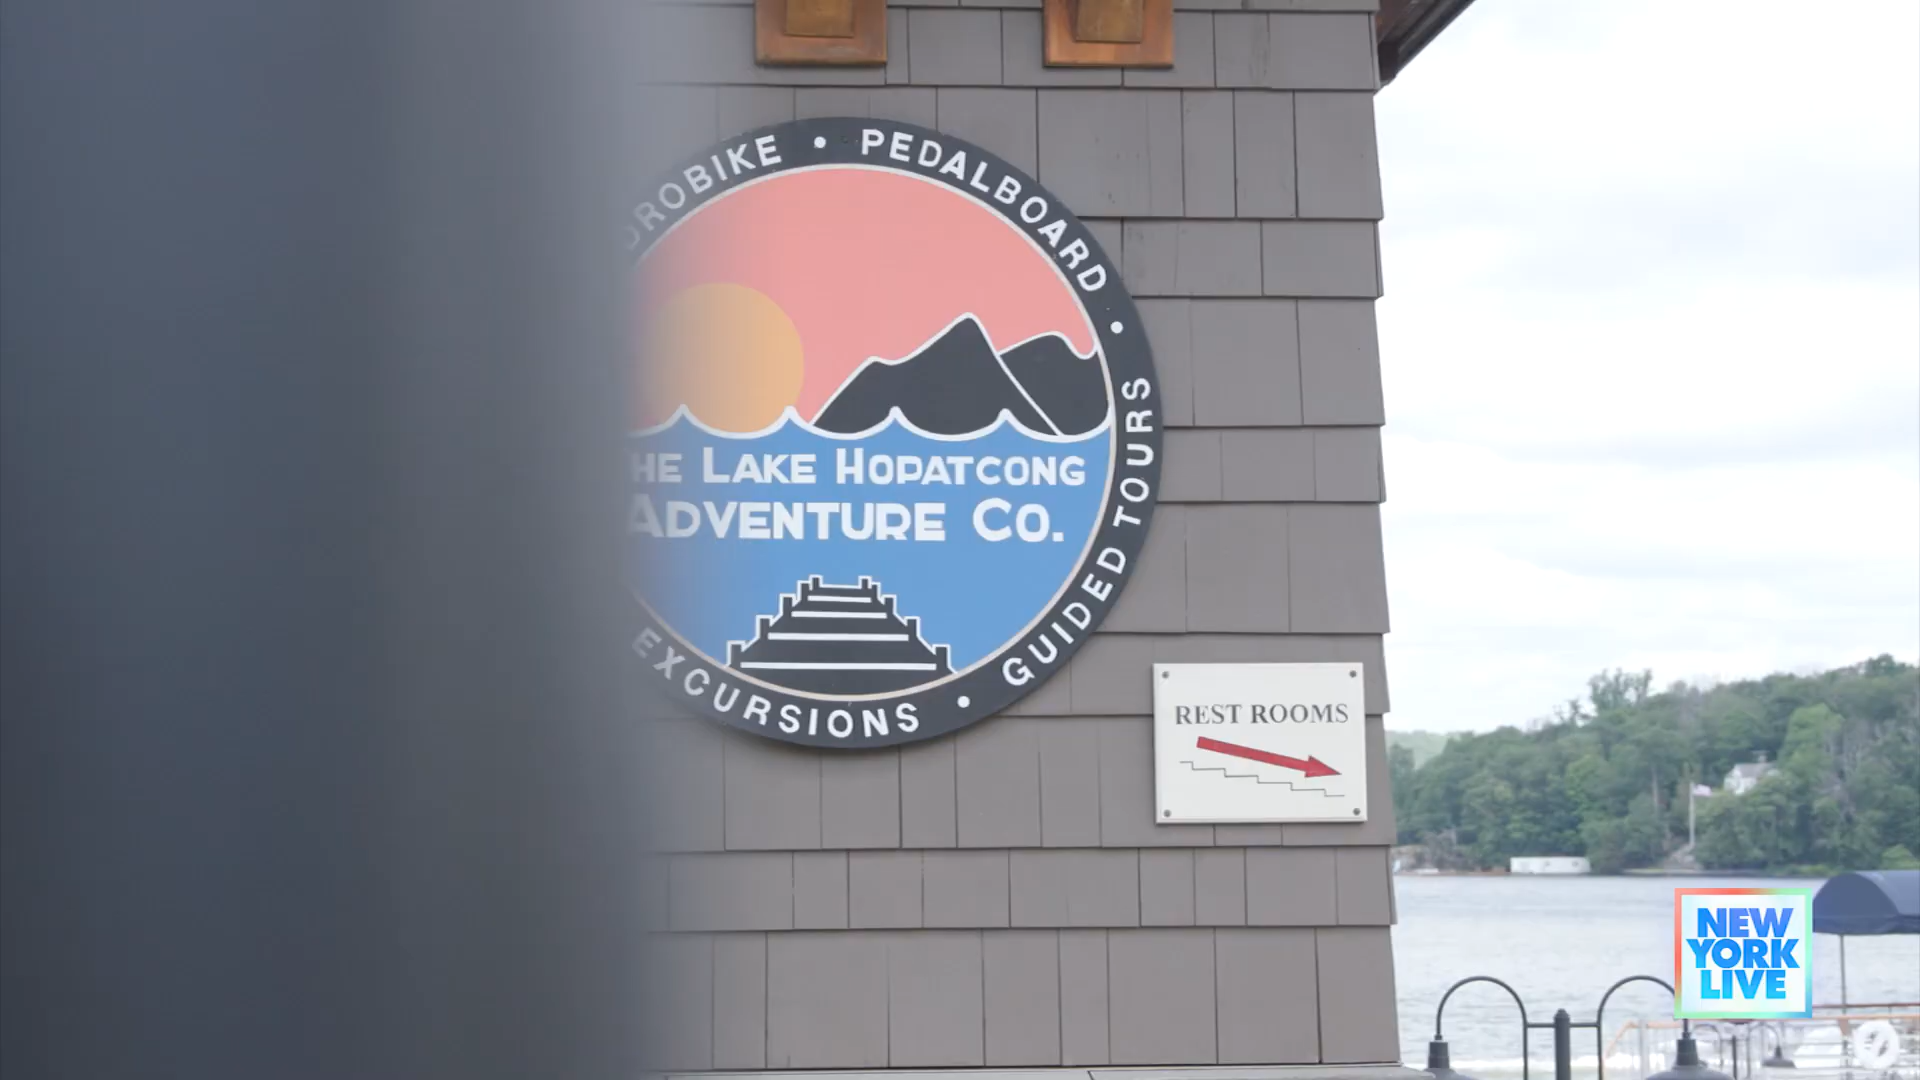 DROBIKE • PEDALBOARD • GUIDED TOURS • EXCURSIONS
HE LAKE HOPATCONG
ADVENTURE CO.
REST ROOMS
NEW
YORK
LIVE